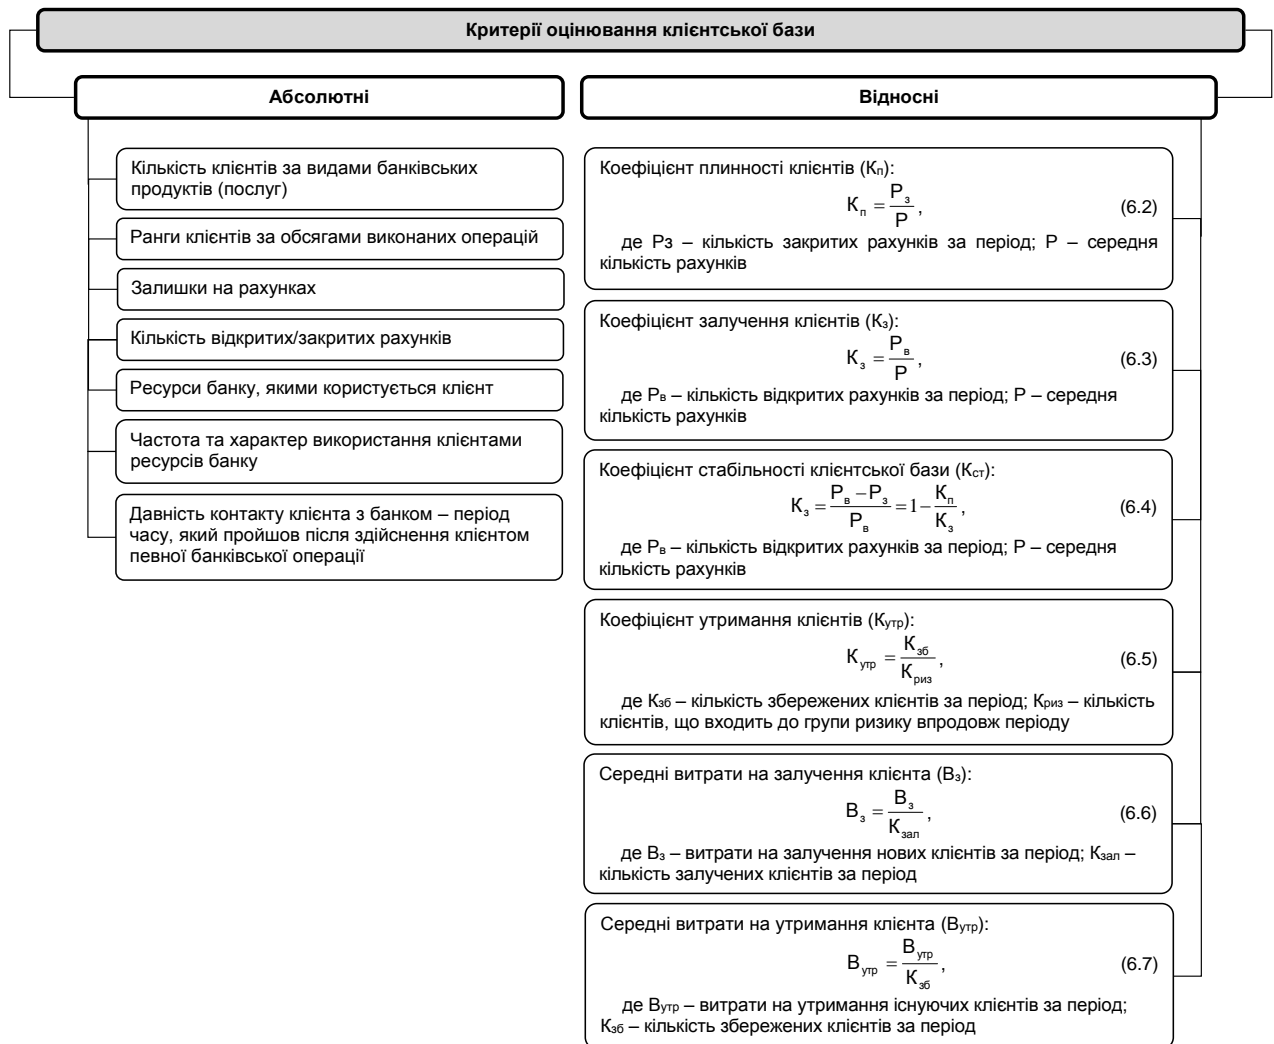 Критерії оцінювання клієнтської бази
Абсолютні
Кількість клієнтів за видами банківських
продуктів (послуг)
Ранги клієнтів за обсягами виконаних операцій
Залишки на рахунках
Кількість відкритих/закритих рахунків
Ресурси банку, якими користується клієнт
Частота та характер використання клієнтами
ресурсів банку
Давність контакту клієнта з банком – період
часу, який пройшов після здійснення клієнтом
певної банківської операції
Відносні
Коефіцієнт плинності клієнтів (Кп):
Кп = Рз/Р, (6.2)
де Рз – кількість закритих рахунків за період; Р – середня
кількість рахунків
Коефіцієнт залучення клієнтів (Кз):
Кз = Рв/Р, (6.3)
де Рв – кількість відкритих рахунків за період; Р – середня
кількість рахунків
Коефіцієнт стабільності клієнтської бази (Кст):
Кз = (Рв – Рз)/Рв = 1 – Кп/Кз, (6.4)
де Рв – кількість відкритих рахунків за період; Р – середня
кількість рахунків
Коефіцієнт утримання клієнтів (Кутр):
Кутр = Кзб/Криз, (6.5)
де Кзб – кількість збережених клієнтів за період; Криз – кількість
клієнтів, що входить до групи ризику впродовж періоду
Середні витрати на залучення клієнта (Вз):
Вз = Вз/Кзал, (6.6)
де Вз – витрати на залучення нових клієнтів за період; Кзал –
кількість залучених клієнтів за період
Середні витрати на утримання клієнта (Вутр):
Вутр = Вутр/Кзб, (6.7)
де Вутр – витрати на утримання існуючих клієнтів за період;
Кзб – кількість збережених клієнтів за період